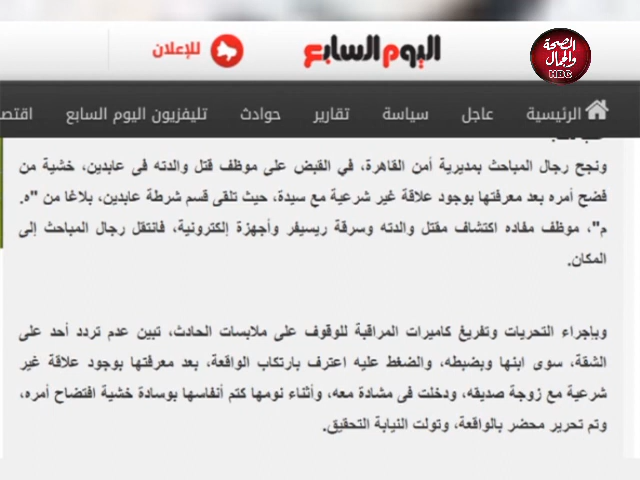 للإعلان
اليوم السابع
الصحة
والجمال
HBC
الرئيسية عاجل سياسة تقارير حوادث تليفزيون اليوم السابع اقتصا
ونجح رجال المباحث بمديرية أمن القاهرة، في القبض على موظف قتل والدته فى عابدين، خشية من
فضح أمره بعد معرفتها بوجود علاقة غير شرعية مع سيدة، حيث تلقى قسم شرطة عابدين، بلاغا من "ه.
م"، موظف مفاده اكتشاف مقتل والدته وسرقة ريسيفر وأجهزة إلكترونية، فانتقل رجال المباحث إلى
المكان.
وبإجراء التحريات وتفريغ كاميرات المراقبة للوقوف على ملابسات الحادث، تبين عدم تردد أحد على
الشقة، سوى ابنها وبضبطه، والضغط عليه اعترف بارتكاب الواقعة، بعد معرفتها بوجود علاقة غير
شرعية مع زوجة صديقه، ودخلت فى مشادة معه، وأثناء نومها كتم أنفاسها بوسادة خشية افتضاح أمره،
وتم تحرير محضر بالواقعة، وتولت النيابة التحقيق.